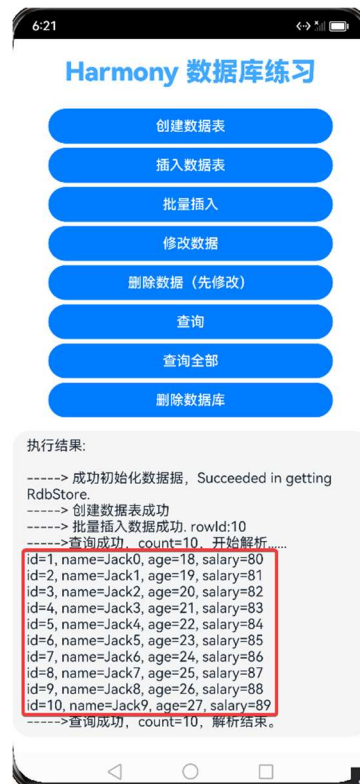 6:21
Harmony 数据库练习
创建数据表
插入数据表
批量插入
修改数据
删除数据（先修改）
查询
查询全部
删除数据库
执行结果:
-----> 成功初始化数据据，Succeeded in getting
RdbStore.
-----> 创建数据表成功
-----> 批量插入数据成功. rowId:10
----->查询成功，count=10，开始解析......
id=1, name=Jack0, age=18, salary=80
id=2, name=Jack1, age=19, salary=81
id=3, name=Jack2, age=20, salary=82
id=4, name=Jack3, age=21, salary=83
id=5, name=Jack4, age=22, salary=84
id=6, name=Jack5, age=23, salary=85
id=7, name=Jack6, age=24, salary=86
id=8, name=Jack7, age=25, salary=87
id=9, name=Jack8, age=26, salary=88
id=10, name=Jack9, age=27, salary=89
----->查询成功，count=10，解析结束。